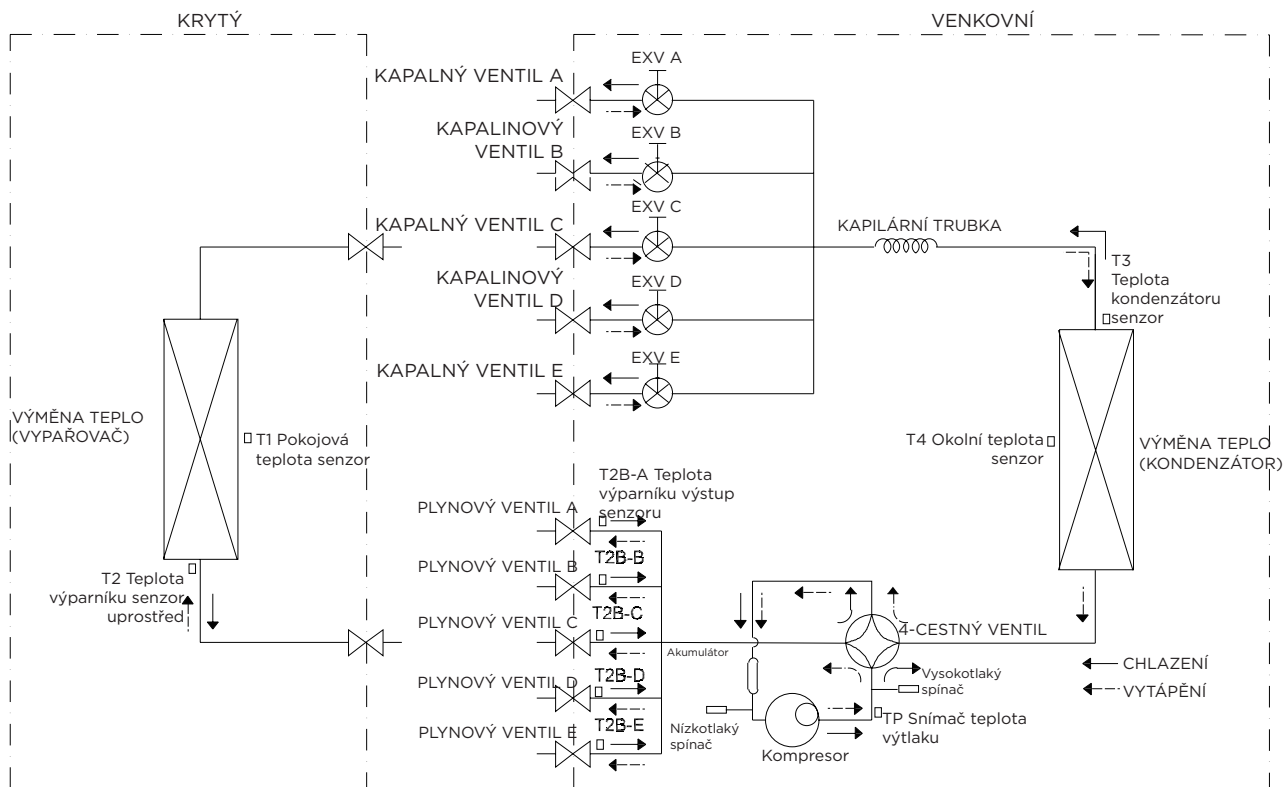 KRYTÝ
VENKOVNÍ
EXV A
KAPALNÝ VENTIL A
KAPALINOVÝ
VENTIL B
EXV B
KAPALNÝ VENTIL C
EXV C
KAPILÁRNÍ TRUBKA
KAPALINOVÝ
VENTIL D
EXV D
T3
Teplota
kondenzátoru
senzor
KAPALNÝ VENTIL E
EXV E
VÝMĚNA TEPLO
(VYPAŘOVAČ)
T1 Pokojová
teplota senzor
T4 Okolní teplota
senzor
VÝMĚNA TEPLO
(KONDENZÁTOR)
T2B-A Teplota
výparníku výstup
senzoru
PLYNOVÝ VENTIL A
T2B-B
PLYNOVÝ VENTIL B
T2 Teplota
výparníku senzor
uprostřed
T2B-C
PLYNOVÝ VENTIL C
Akumulátor
4-CESTNÝ VENTIL
T2B-D
PLYNOVÝ VENTIL D
Vysokotlaký
spínač
CHLAZENÍ
VYTÁPĚNÍ
T2B-E
PLYNOVÝ VENTIL E
Nízkotlaký
spínač
Kompresor
TP Snímač teplota
výtlaku